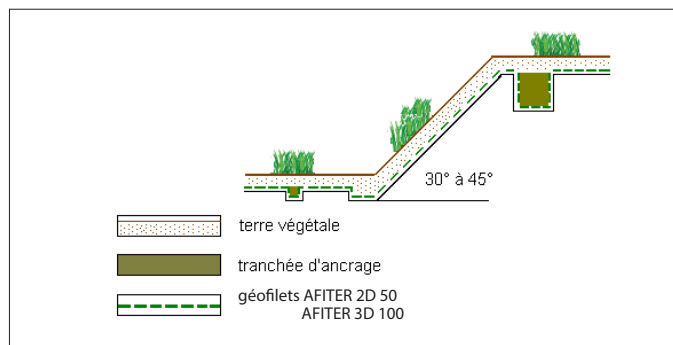 30° à 45°
terre végétale
tranchée d'ancrage
géofilets AFITER 2D 50
AFITER 3D 100